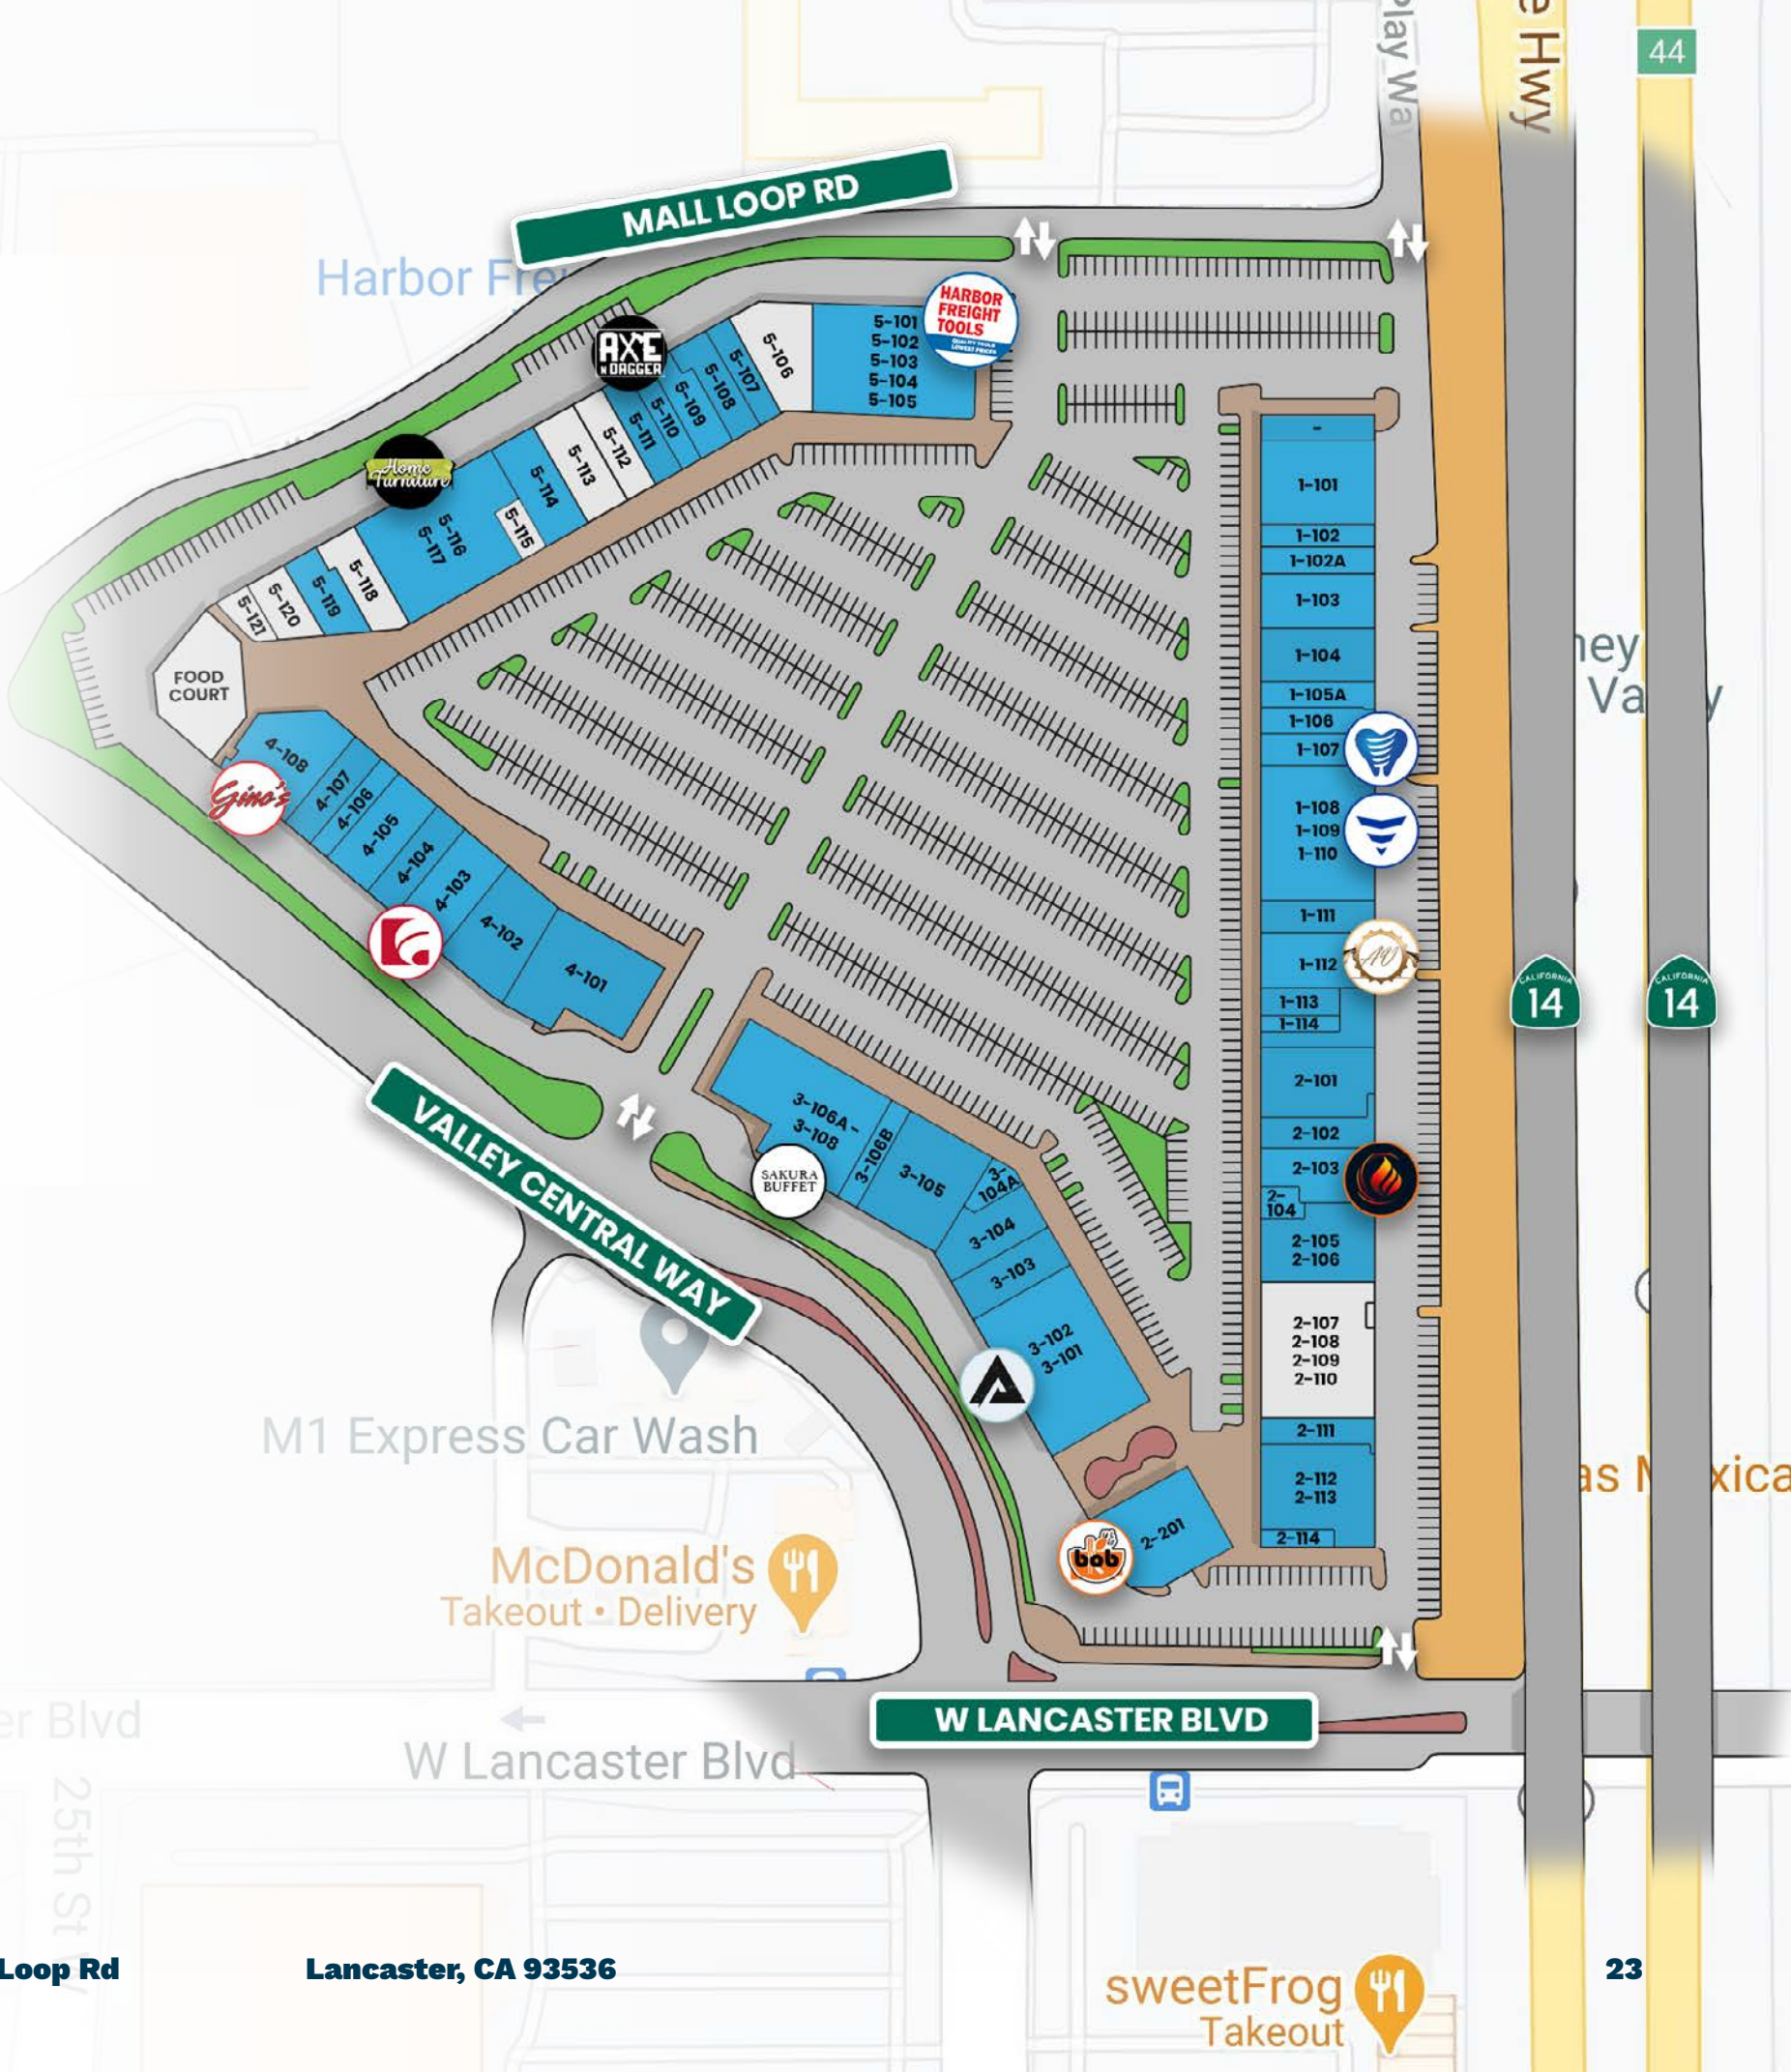 44
e Hwy
MALL LOOP RD
Harbor Fre
HARBOR
FREIGHT
TOOLS
QUALITY TOOLS
LOWEST PRICES
5-101
5-102
5-103
5-104
5-105
5-106
5-107
5-108
5-109
5-110
5-111
5-112
5-113
5-114
5-115
5-116
5-117
5-118
5-119
5-120
5-121
AXE
N DAGGER
Home
Furniture
FOOD
COURT
4-108
4-107
4-106
4-105
4-104
4-103
4-102
4-101
Gino's
-
1-101
1-102
1-102A
1-103
1-104
1-105A
1-106
1-107
1-108
1-109
1-110
1-111
1-112
AV
1-113
1-114
2-101
2-102
2-103
2-
104
2-105
2-106
2-107
2-108
2-109
2-110
2-111
2-112
2-113
2-114
2-201
bob
3-106A-
3-108
3-106B
3-105
3-
104A
3-104
3-103
3-102
3-101
SAKURA
BUFFET
CALIFORNIA
14
CALIFORNIA
14
VALLEY CENTRAL WAY
M1 Express Car Wash
McDonald's
Takeout • Delivery
er Blvd
W LANCASTER BLVD
W Lancaster Blvd
25th St W
Loop Rd
Lancaster, CA 93536
23
sweetFrog
Takeout